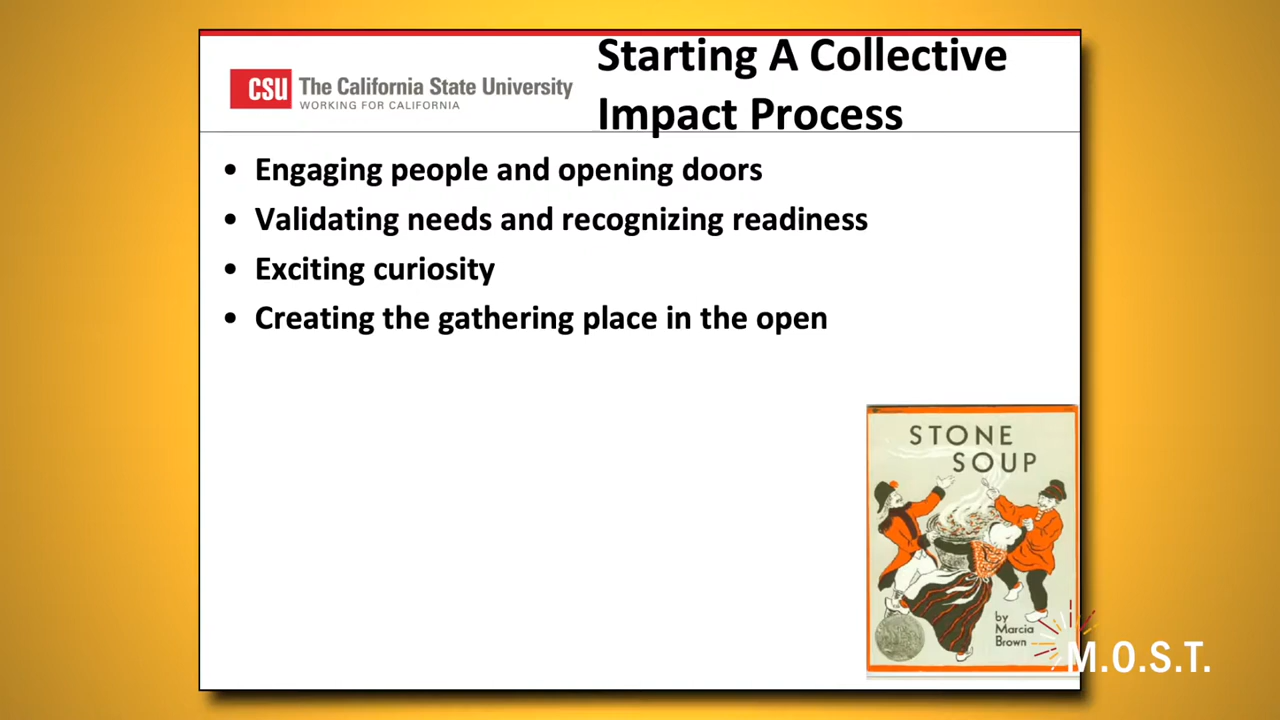 Starting A Collective
Impact Process
CSU The California State University
WORKING FOR CALIFORNIA
• Engaging people and opening doors
• Validating needs and recognizing readiness
• Exciting curiosity
• Creating the gathering place in the open
STONE
SOUP
by
Marcia
Brown
M.O.S.T.